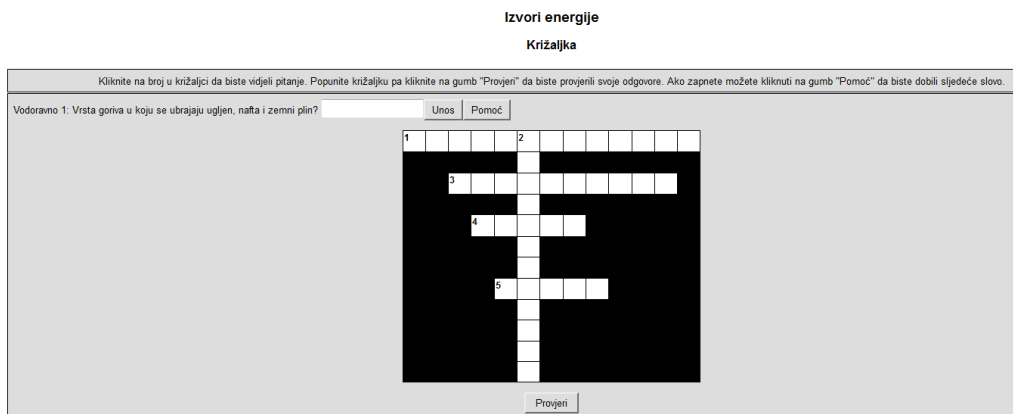 Izvori energije
Križaljka
Kliknite na broj u križaljci da biste vidjeli pitanje. Popunite križaljku pa kliknite na gumb "Provjeri" da biste provjerili svoje odgovore. Ako zapnete možete kliknuti na gumb "Pomoć" da biste dobili sljedeće slovo.
Vodoravno 1: Vrsta goriva u koju se ubrajaju ugljen, nafta i zemni plin? Unos Pomoć
1 2
3
4
5
Provjeri